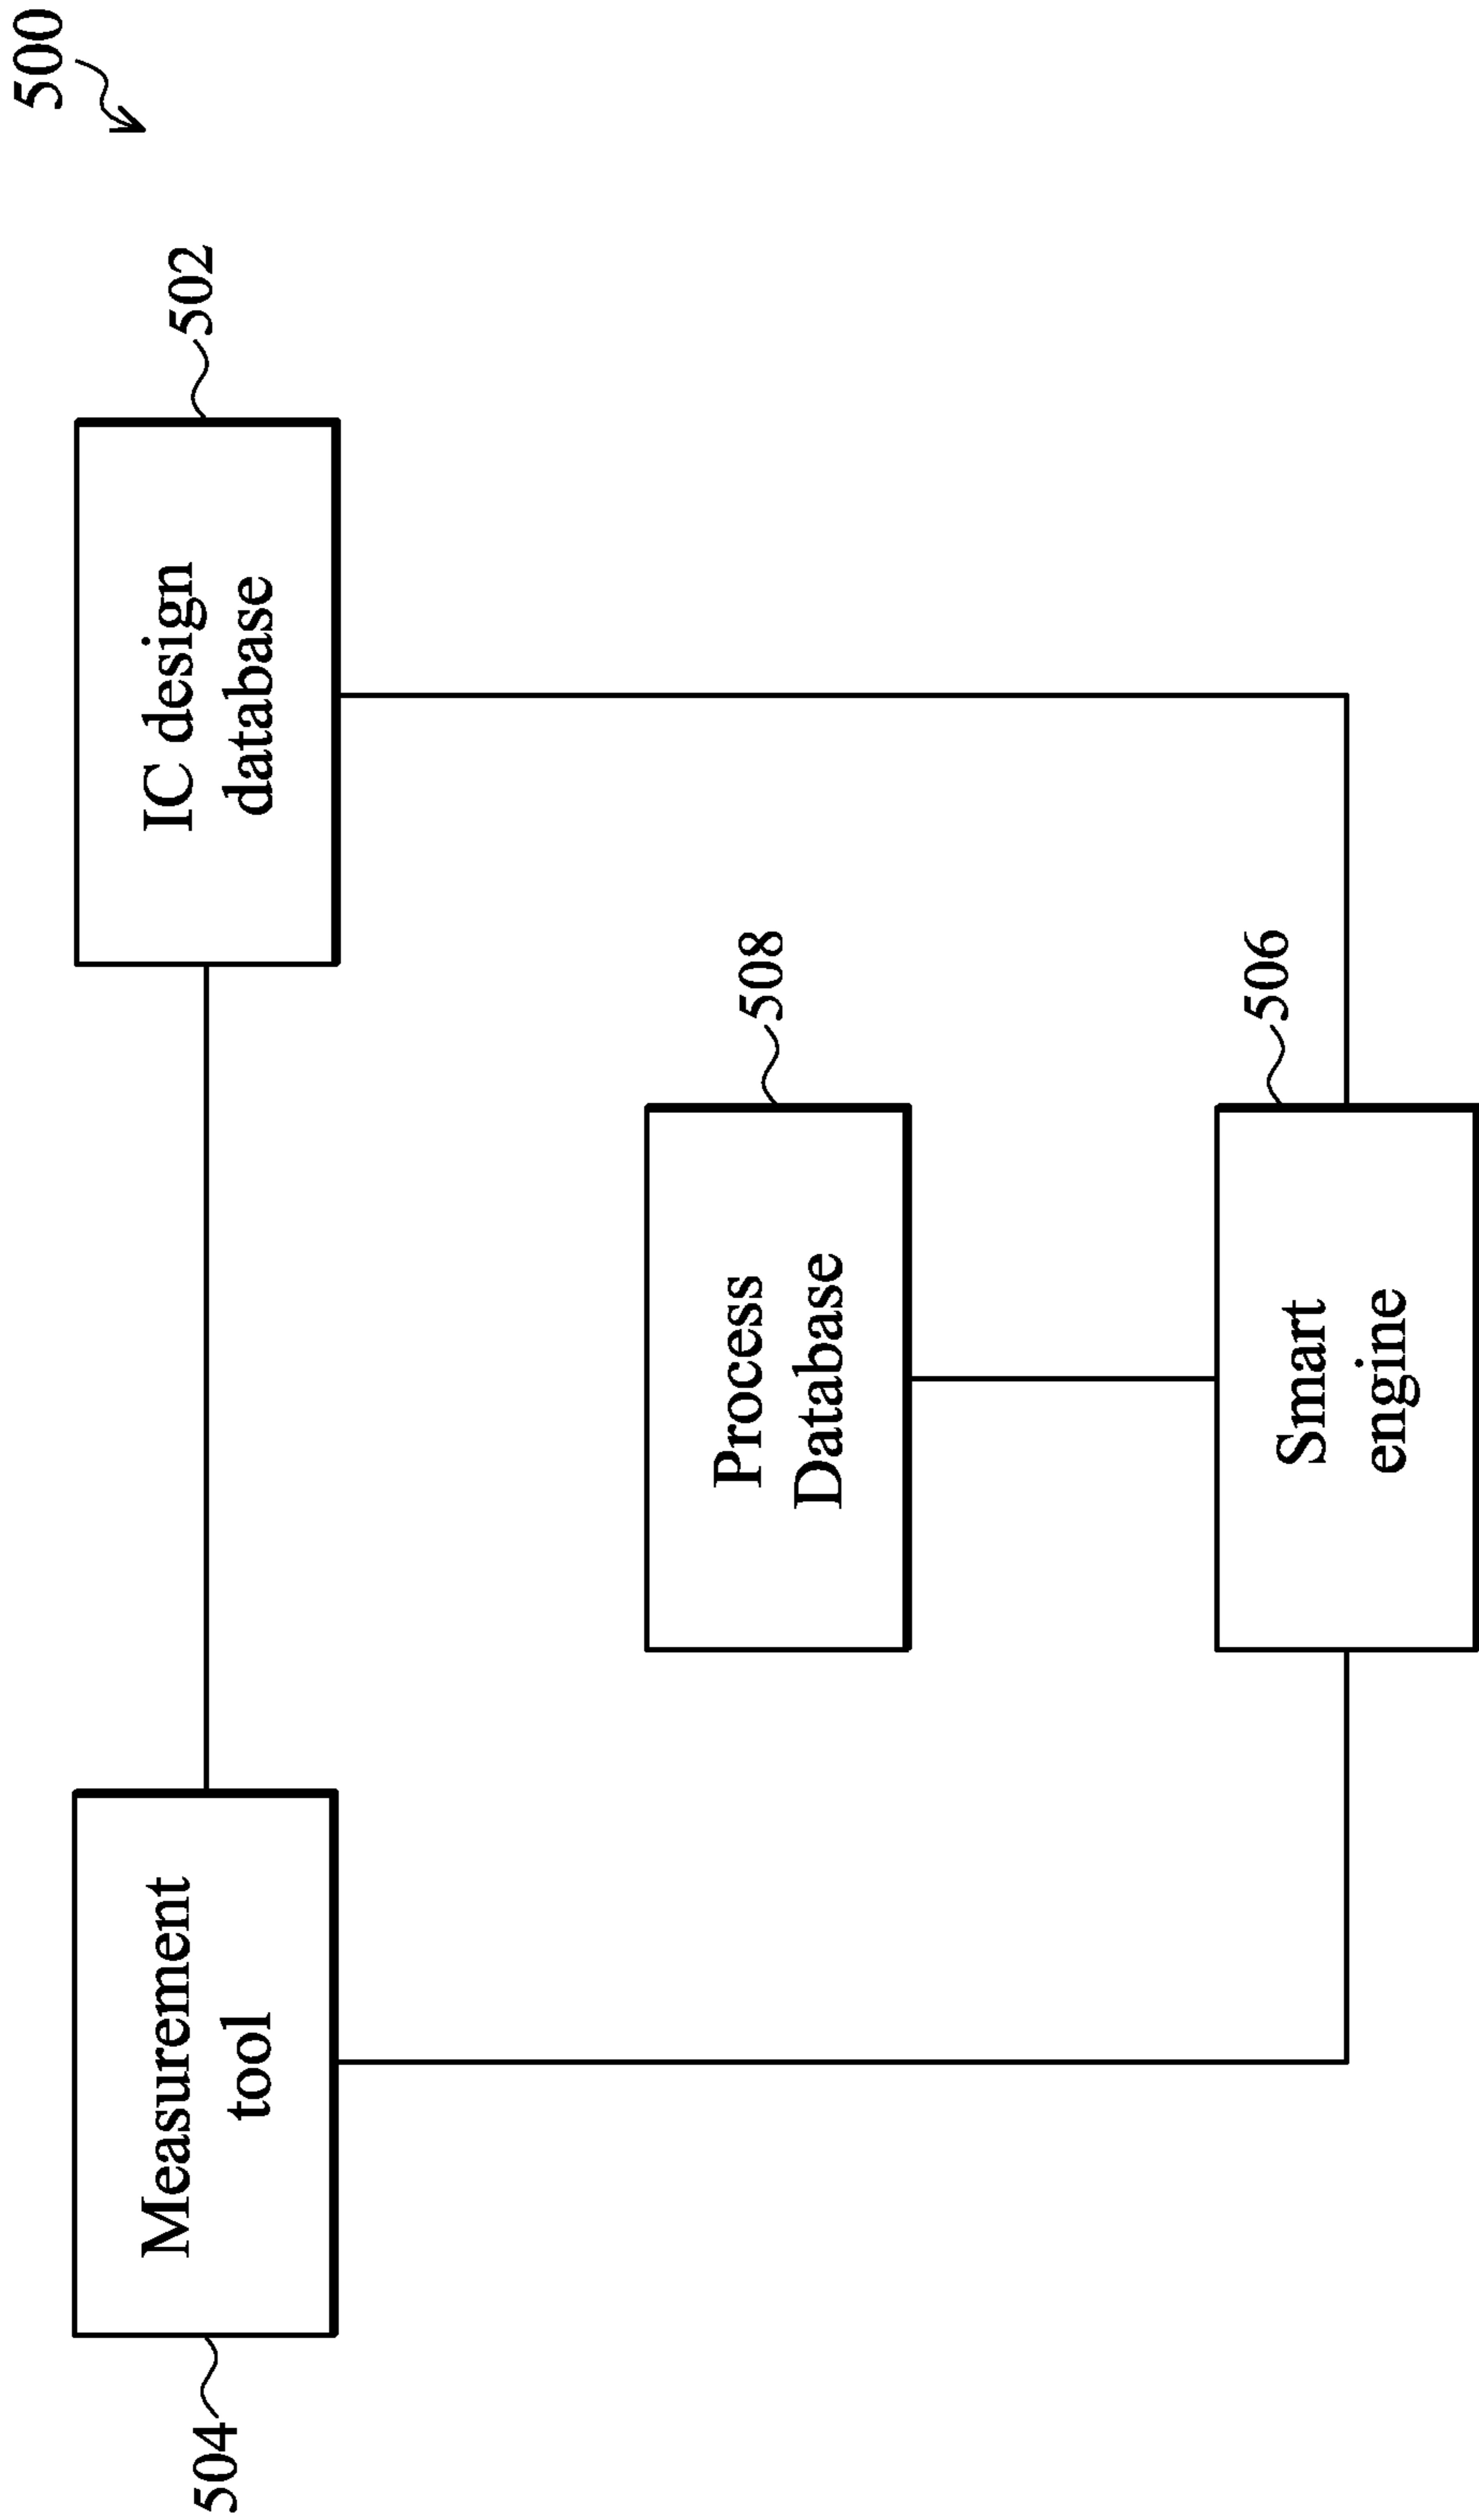 500
504
Measurement
tool
IC design
database
502
Process
Database
508
Smart
engine
506